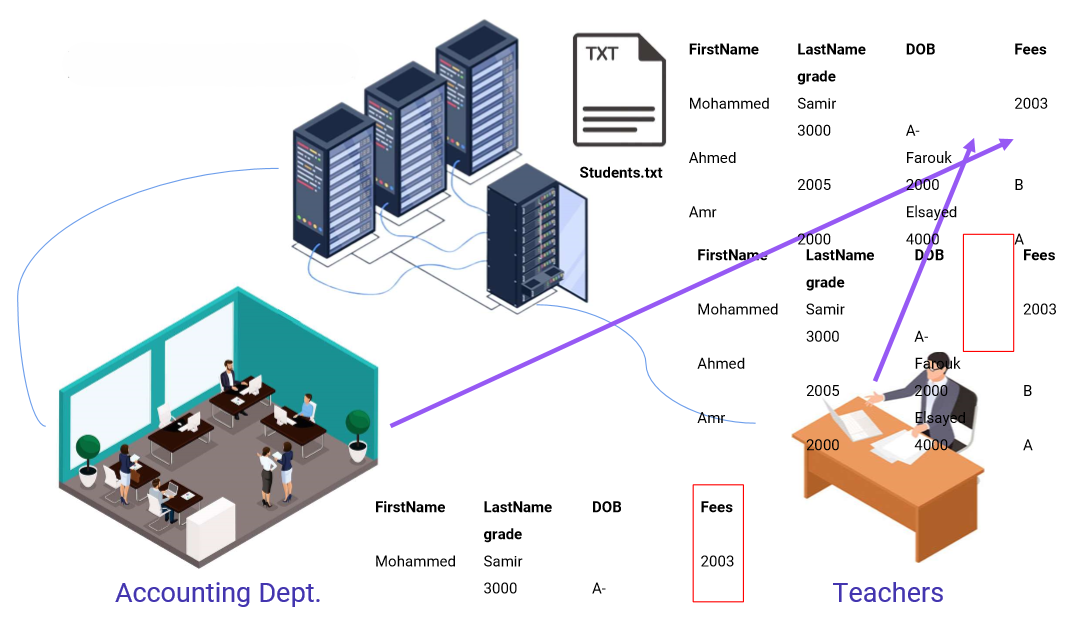 TXT
Students.txt
FirstName LastName DOB Fees
grade
Mohammed Samir 2003
3000 A-
Ahmed Farouk
2005 2000 B
Amr Elsayed
2000 4000 A
FirstName LastName DOB Fees
grade
Mohammed Samir 2003
3000 A-
Ahmed Farouk
2005 2000 B
Amr Elsayed
2000 4000 A
FirstName LastName DOB Fees
grade
Mohammed Samir 2003
3000 A-
Accounting Dept.
Teachers